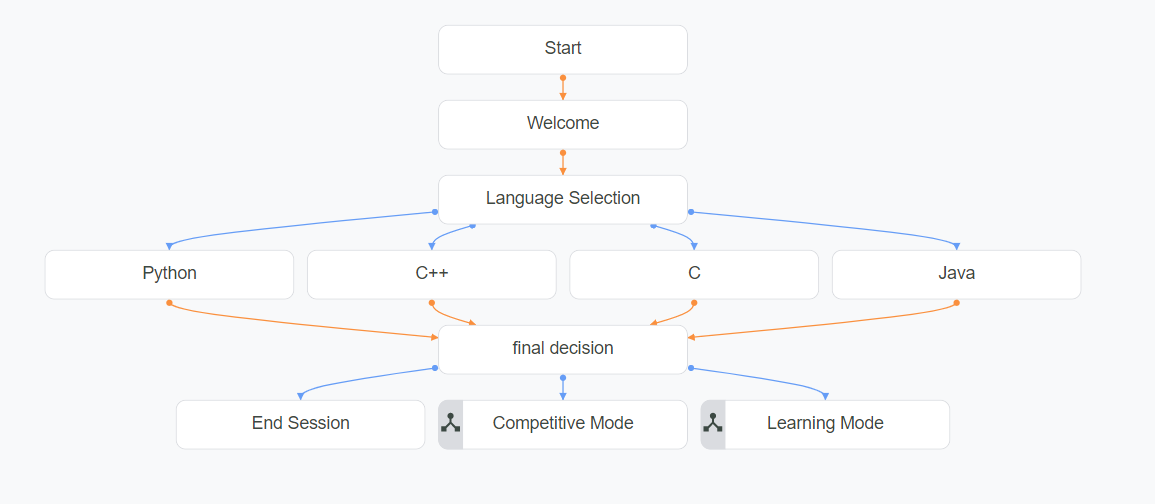 Start
Welcome
Language Selection
Python
C++
C
Java
final decision
End Session
Competitive Mode
Learning Mode